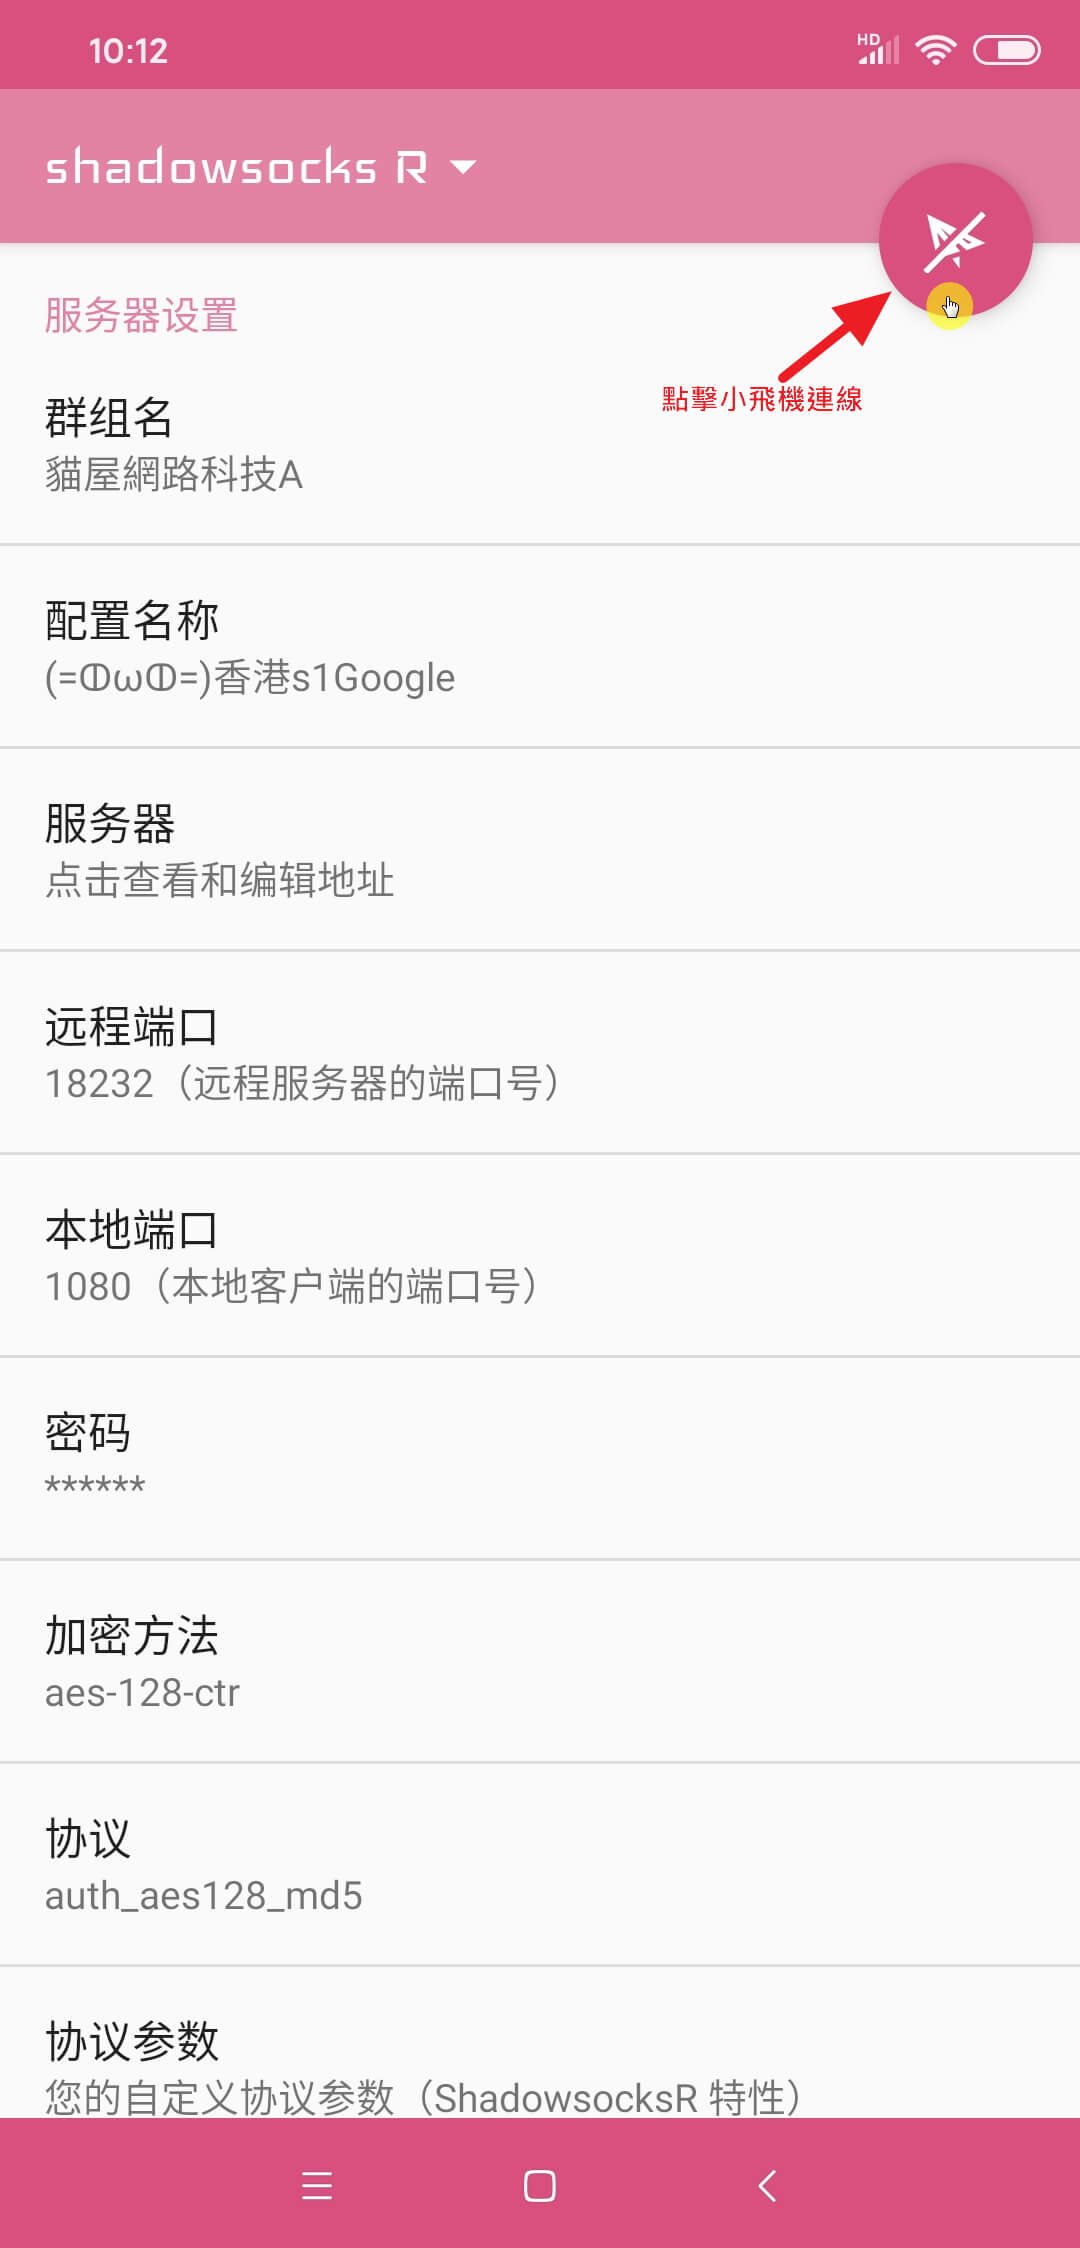 10:12
HD
shadowsocks R
服务器设置
點擊小飛機連線
群组名
貓屋網路科技A
配置名称
(=ↀωↀ=)香港s1Google
服务器
点击查看和编辑地址
远程端口
18232（远程服务器的端口号）
本地端口
1080（本地客户端的端口号）
密码
******
加密方法
aes-128-ctr
协议
auth_aes128_md5
协议参数
您的自定义协议参数（ShadowsocksR 特性）